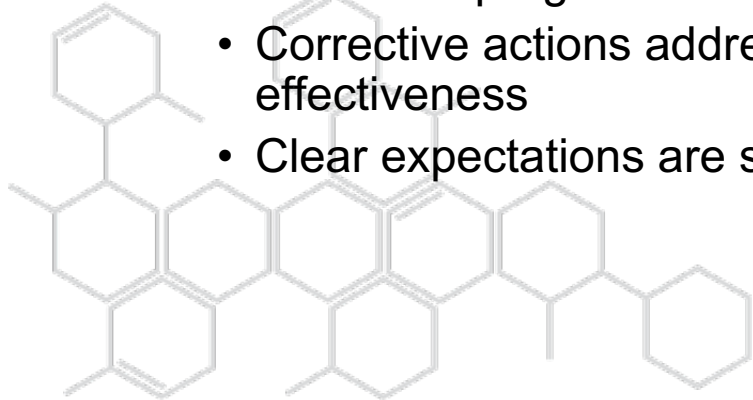 • Corrective actions addre
effectiveness
• Clear expectations are s